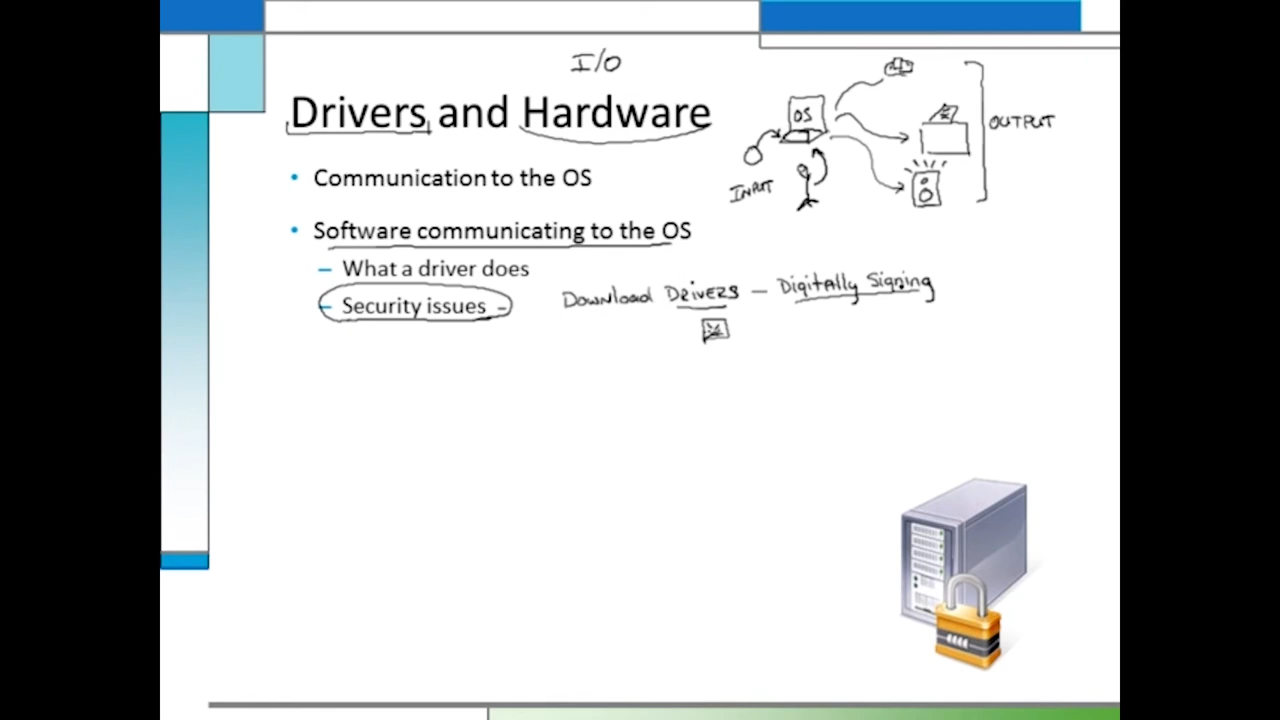 I/O
Drivers and Hardware
OS
OUTPUT
INPUT
• Communication to the OS
• Software communicating to the OS
– What a driver does
– Security issues
Download DRIVERS – Digitally Signing